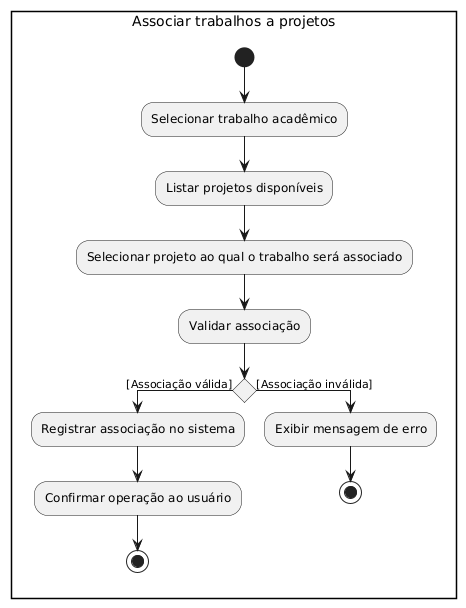 Associar trabalhos a projetos
Selecionar trabalho acadêmico
Listar projetos disponíveis
Selecionar projeto ao qual o trabalho será associado
Validar associação
[Associação válida]
[Associação inválida]
Registrar associação no sistema
Exibir mensagem de erro
Confirmar operação ao usuário